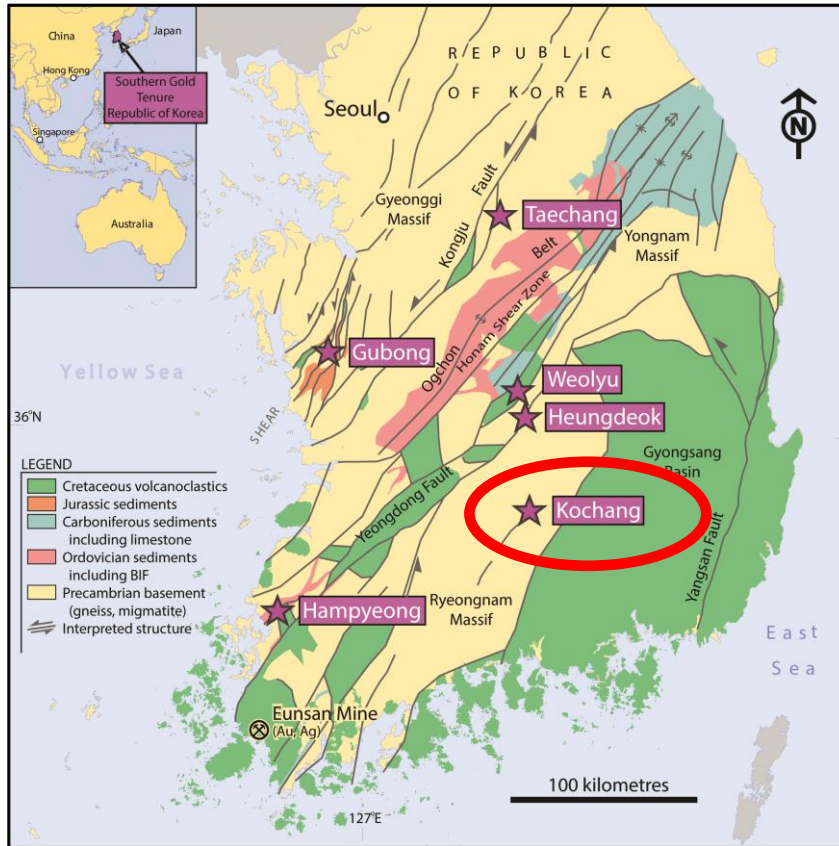 China
Japan
Hong Kong
Southern Gold
Tenure
Republic of Korea
Singapore
Australia
REPUBLIC
OF KOREA
Seoul
N
Gyeonggi
Massif
Kongju Fault
Taechang
Belt
Yongnam
Massif
Ogchon
Honam Shear Zone
Gubong
Yellow Sea
Weolyu
36°N
SHEAR
Heungdeok
Gyongsang
Basin
LEGEND
Cretaceous volcanoclastics
Jurassic sediments
Carboniferous sediments
including limestone
Ordovician sediments
including BIF
Precambrian basement
(gneiss, migmatite)
Interpreted structure
Yeongdong Fault
Kochang
Yangsan Fault
Hampyeong
Ryeongnam
Massif
East
Sea
Eunsan Mine
(Au, Ag)
100 kilometres
127°E